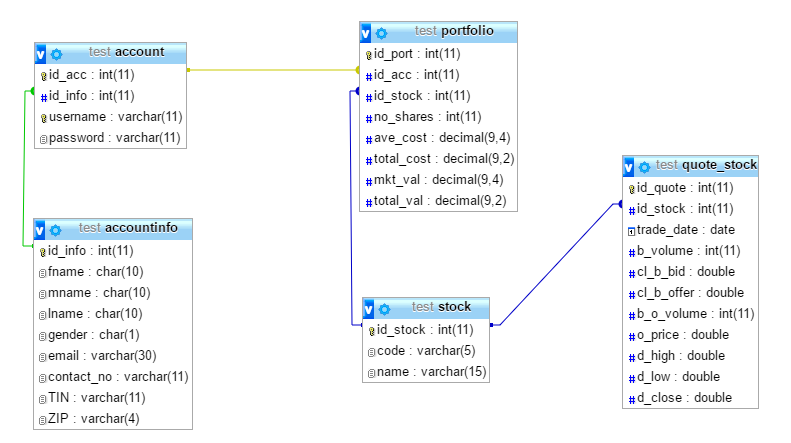 test account
id_acc : int(11)
id_info : int(11)
username : varchar(11)
password : varchar(11)
test accountinfo
id_info : int(11)
fname : char(10)
mname : char(10)
lname : char(10)
gender : char(1)
email : varchar(30)
contact_no : varchar(11)
TIN : varchar(11)
ZIP : varchar(4)
test portfolio
id_port : int(11)
id_acc : int(11)
id_stock : int(11)
no_shares : int(11)
ave_cost : decimal(9,4)
total_cost : decimal(9,2)
mkt_val : decimal(9,4)
total_val : decimal(9,2)
test stock
id_stock : int(11)
code : varchar(5)
name : varchar(15)
test quote_stock
id_quote : int(11)
id_stock : int(11)
trade_date : date
b_volume : int(11)
cl_b_bid : double
cl_b_offer : double
b_o_volume : int(11)
o_price : double
d_high : double
d_low : double
d_close : double